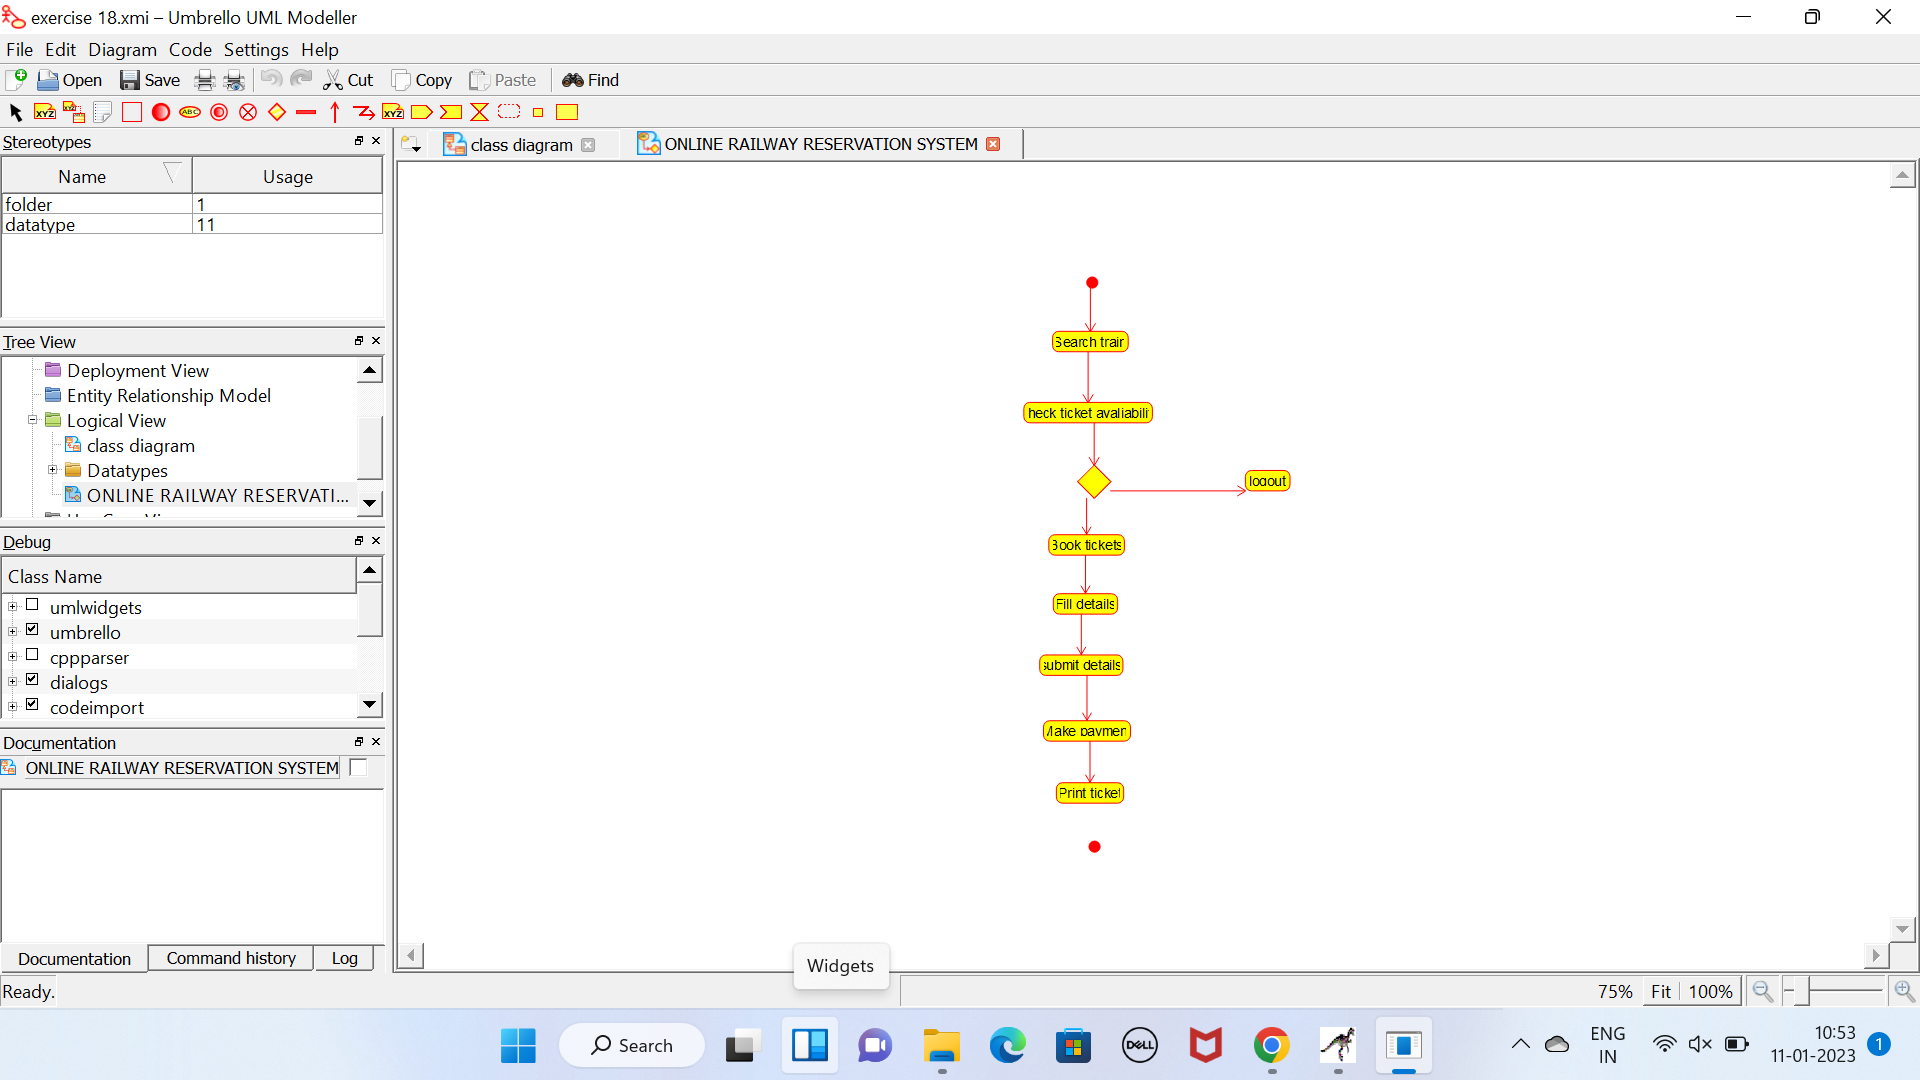 exercise 18.xmi – Umbrello UML Modeller
File Edit Diagram Code Settings Help
Open Save Cut Copy Paste Find
Stereotypes
Name Usage
folder 1
datatype 11
Tree View
Deployment View
Entity Relationship Model
Logical View
class diagram
Datatypes
ONLINE RAILWAY RESERVATI...
Debug
Class Name
umlwidgets
umbrello
cppparser
dialogs
codeimport
Documentation
ONLINE RAILWAY RESERVATION SYSTEM
Documentation Command history Log
Ready.
class diagram
ONLINE RAILWAY RESERVATION SYSTEM
Search train
heck ticket avaliabili
logout
Book tickets
Fill details
submit details
Make paymen
Print ticket
Widgets
75% Fit 100%
Search
DELL
ENG
IN
10:53
11-01-2023
1